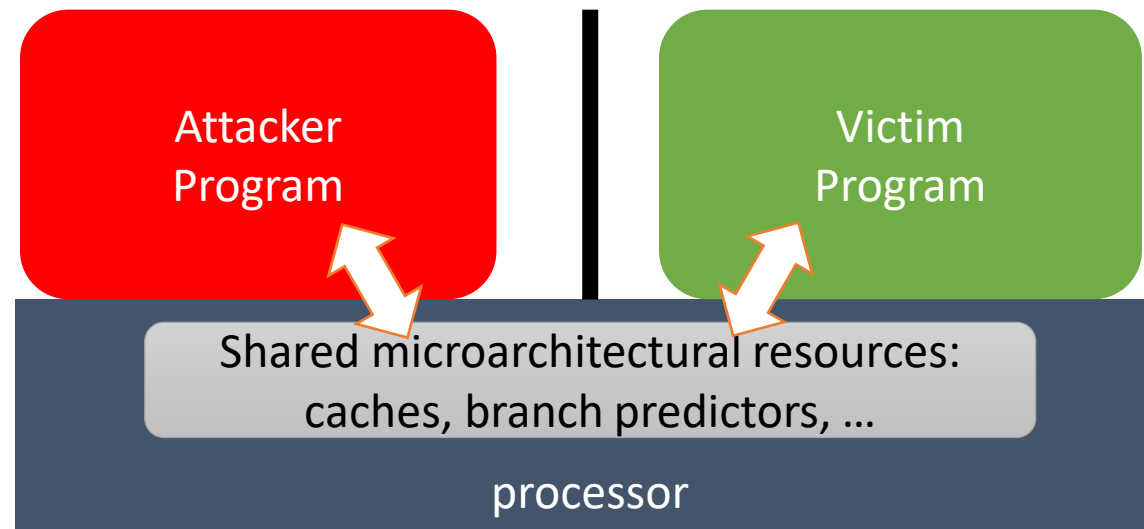 Attacker
Program
Victim
Program
Shared microarchitectural resources:
caches, branch predictors, …
processor